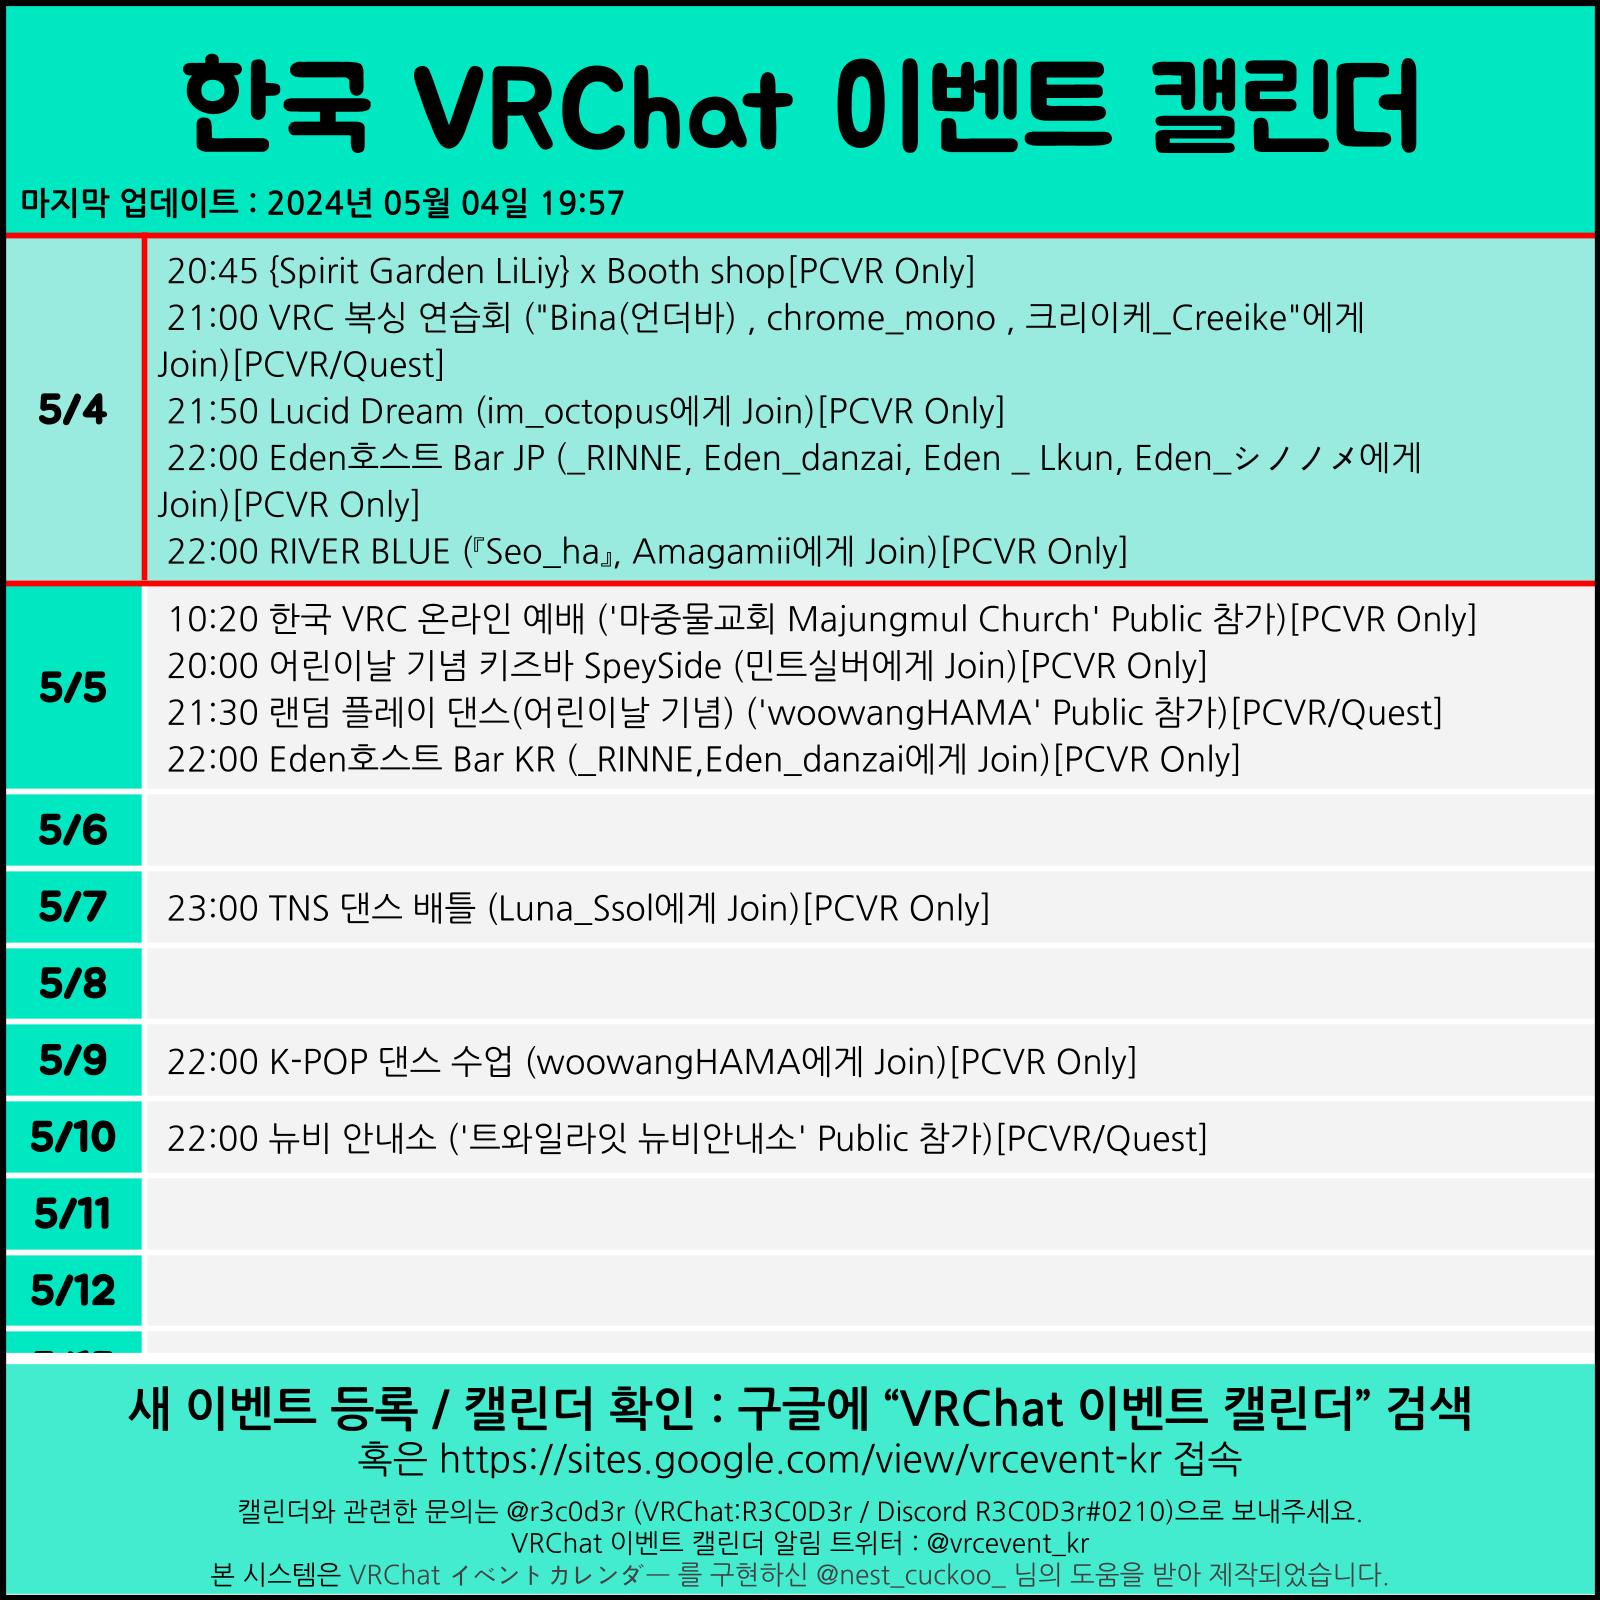 한국 VRChat 이벤트 캘린더
마지막 업데이트 : 2024년 05월 04일 19:57
5/4
20:45 {Spirit Garden LiLiy} x Booth shop[PCVR Only]
21:00 VRC 복싱 연습회 ("Bina(언더바) , chrome_mono , 크리이케_Creeike"에게
Join)[PCVR/Quest]
21:50 Lucid Dream (im_octopus에게 Join)[PCVR Only]
22:00 Eden호스트 Bar JP (_RINNE, Eden_danzai, Eden _ Lkun, Eden_シノノメ에게
Join)[PCVR Only]
22:00 RIVER BLUE (『Seo_ha』, Amagamii에게 Join)[PCVR Only]
5/5
10:20 한국 VRC 온라인 예배 ('마중물교회 Majungmul Church' Public 참가)[PCVR Only]
20:00 어린이날 기념 키즈바 SpeySide (민트실버에게 Join)[PCVR Only]
21:30 랜덤 플레이 댄스(어린이날 기념) ('woowangHAMA' Public 참가)[PCVR/Quest]
22:00 Eden호스트 Bar KR (_RINNE,Eden_danzai에게 Join)[PCVR Only]
5/6
5/7
23:00 TNS 댄스 배틀 (Luna_Ssol에게 Join)[PCVR Only]
5/8
5/9
22:00 K-POP 댄스 수업 (woowangHAMA에게 Join)[PCVR Only]
5/10
22:00 뉴비 안내소 ('트와일라잇 뉴비안내소' Public 참가)[PCVR/Quest]
5/11
5/12
새 이벤트 등록 / 캘린더 확인 : 구글에 “VRChat 이벤트 캘린더” 검색
혹은 https://sites.google.com/view/vrcevent-kr 접속
캘린더와 관련한 문의는 @r3c0d3r (VRChat:R3C0D3r / Discord R3C0D3r#0210)으로 보내주세요.
VRChat 이벤트 캘린더 알림 트위터 : @vrcevent_kr
본 시스템은 VRChat イベントカレンダー 를 구현하신 @nest_cuckoo_ 님의 도움을 받아 제작되었습니다.